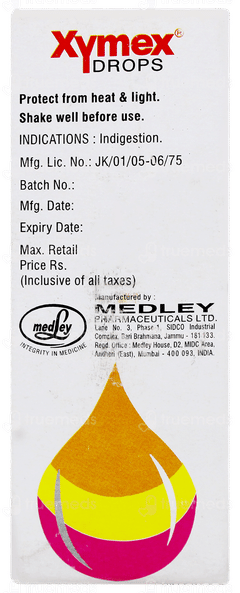 Xymex®
DROPS
Protect from heat & light.
Shake well before use.
INDICATIONS : Indigestion.
Mfg. Lic. No.: JK/01/05-06/75
Batch No.:
Mfg. Date:
Expiry Date:
Max. Retail
Price Rs.
(Inclusive of all taxes)
Manufactured by :
MEDLEY
PHARMACEUTICALS LTD.
Lane No. 3, Phase 1, SIDCO Industrial
Complex, Bari Brahmana, Jammu - 181 133.
Regd. Office : Medley House, D2, MIDC Area,
Andheri (East), Mumbai - 400 093, INDIA.
medley
INTEGRITY IN MEDICINE